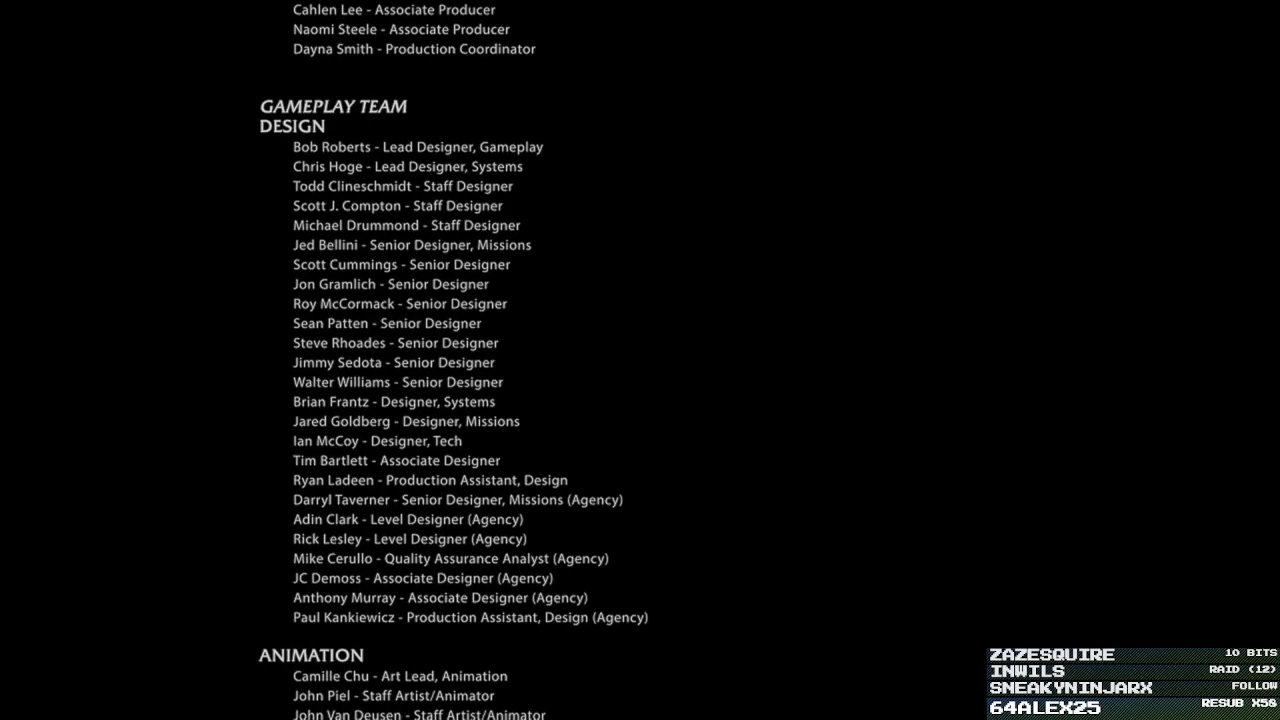 Cahlen Lee - Associate Producer
Naomi Steele - Associate Producer
Dayna Smith - Production Coordinator
GAMEPLAY TEAM
DESIGN
Bob Roberts - Lead Designer, Gameplay
Chris Hoge - Lead Designer, Systems
Todd Clineschmidt - Staff Designer
Scott J. Compton - Staff Designer
Michael Drummond - Staff Designer
Jed Bellini - Senior Designer, Missions
Scott Cummings - Senior Designer
Jon Gramlich - Senior Designer
Roy McCormack - Senior Designer
Sean Patten - Senior Designer
Steve Rhoades - Senior Designer
Jimmy Sedota - Senior Designer
Walter Williams - Senior Designer
Brian Frantz - Designer, Systems
Jared Goldberg - Designer, Missions
Ian McCoy - Designer, Tech
Tim Bartlett - Associate Designer
Ryan Ladeen - Production Assistant, Design
Darryl Taverner - Senior Designer, Missions (Agency)
Adin Clark - Level Designer (Agency)
Rick Lesley - Level Designer (Agency)
Mike Cerullo - Quality Assurance Analyst (Agency)
JC Demoss - Associate Designer (Agency)
Anthony Murray - Associate Designer (Agency)
Paul Kankiewicz - Production Assistant, Design (Agency)
ANIMATION
Camille Chu - Art Lead, Animation
John Piel - Staff Artist/Animator
John Van Deusen - Staff Artist/Animator
ZAZESQUIRE 10 BITS
INWILS RAID (12)
SNEAKYNINJARX FOLLOW
64ALEX25 RESUB X50